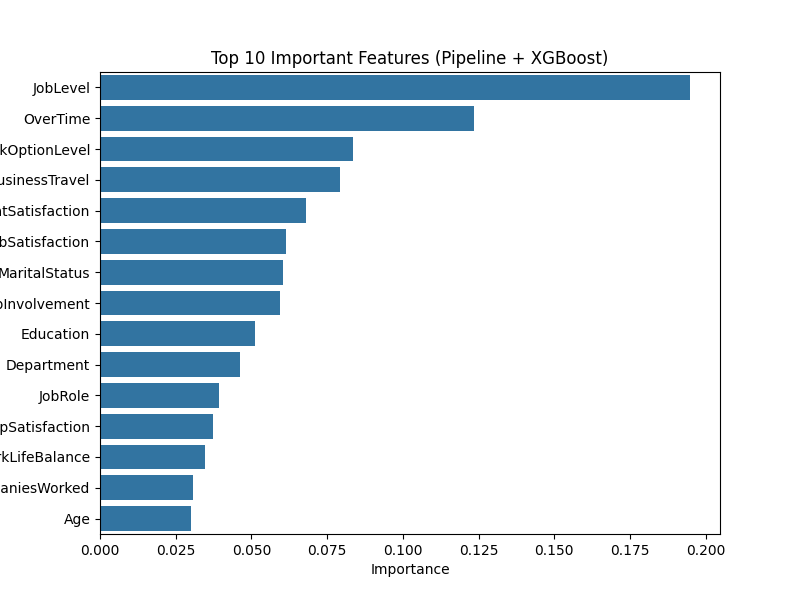 Top 10 Important Features (Pipeline + XGBoost)
JobLevel
OverTime
kOptionLevel
usinessTravel
ntSatisfaction
bSatisfaction
MaritalStatus
bInvolvement
Education
Department
JobRole
pSatisfaction
rkLifeBalance
aniesWorked
Age
0.000 0.025 0.050 0.075 0.100 0.125 0.150 0.175 0.200
Importance